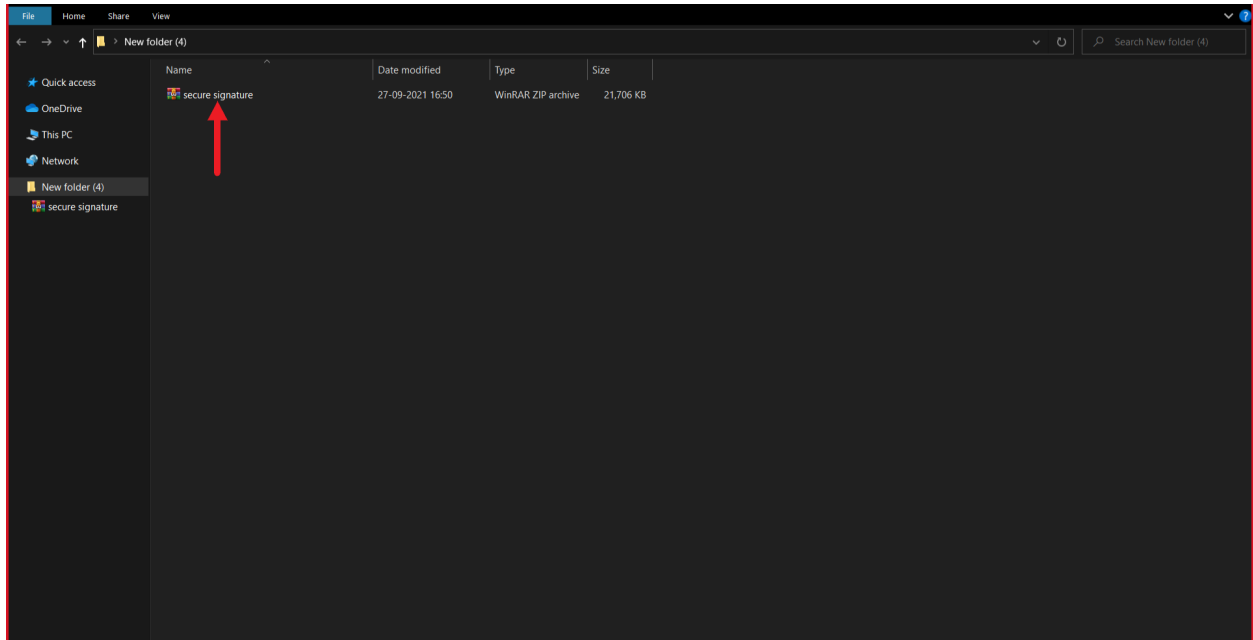 File Home Share View
New folder (4) Search New folder (4)
Name Date modified Type Size
Quick access
secure signature 27-09-2021 16:50 WinRAR ZIP archive 21,706 KB
OneDrive
This PC
Network
New folder (4)
secure signature